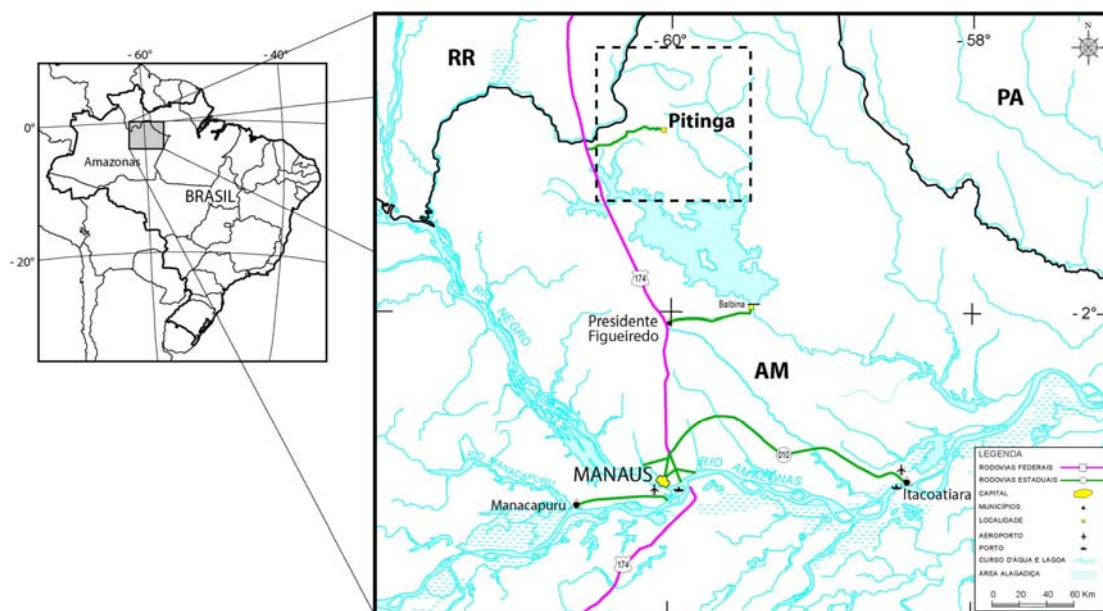 - 60°
- 40°
0°
Amazonas
BRASIL
- 20°
RR
- 60°
- 58°
N
PA
Pitinga
174
RIO NEGRO
Balbina
- 2°
Presidente
Figueiredo
AM
010
MANAUS
RIO AMAZONAS
RIO MANACAPURU
Manacapuru
Itacoatiara
174
LEGENDA
RODOVIAS FEDERAIS
RODOVIAS ESTADUAIS
CAPITAL
MUNICÍPIOS
LOCALIDADE
AEROPORTO
PORTO
CURSO D'ÁGUA E LAGOA
ÁREA ALAGADIÇA
0 20 40 60 Km